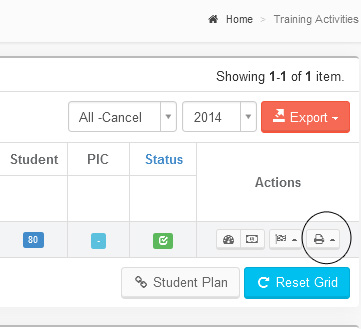 Home > Training Activities
Showing 1-1 of 1 item.
All -Cancel 2014 Export
Student PIC Status Actions
80 -
Student Plan Reset Grid